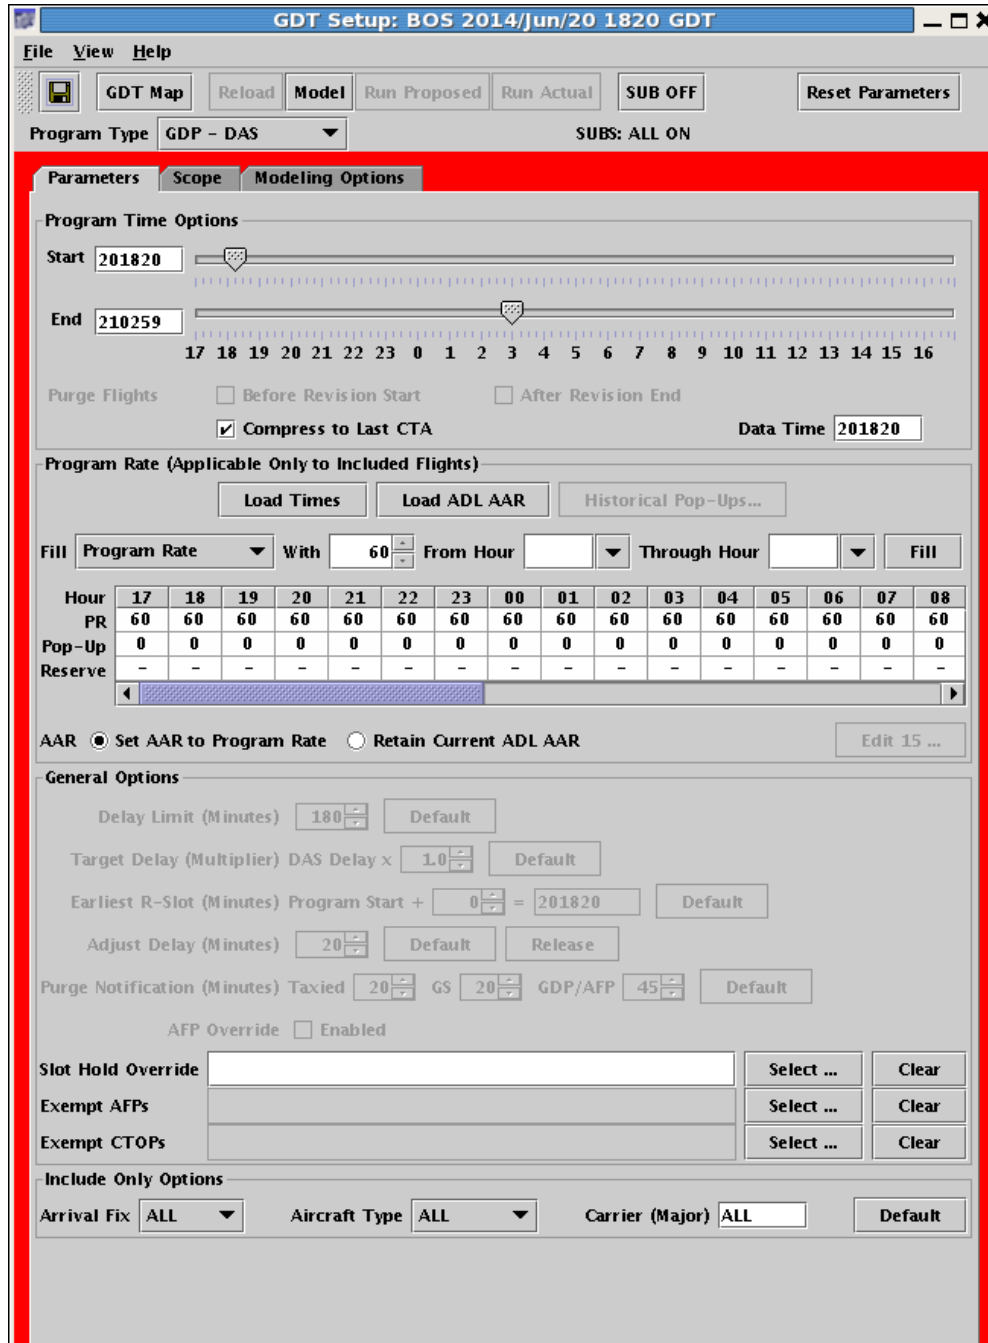 GDT Setup: BOS 2014/Jun/20 1820 GDT
File View Help
GDT Map Reload Model Run Proposed Run Actual SUB OFF Reset Parameters
Program Type GDP - DAS SUBS: ALL ON
Parameters Scope Modeling Options
Program Time Options
Start 201820
End 210259
17 18 19 20 21 22 23 0 1 2 3 4 5 6 7 8 9 10 11 12 13 14 15 16
Purge Flights Before Revision Start After Revision End
Compress to Last CTA Data Time 201820
Program Rate (Applicable Only to Included Flights)
Load Times Load ADL AAR Historical Pop-Ups...
Fill Program Rate With 60 From Hour Through Hour Fill
Hour 17 18 19 20 21 22 23 00 01 02 03 04 05 06 07 08
PR 60 60 60 60 60 60 60 60 60 60 60 60 60 60 60 60
Pop-Up 0 0 0 0 0 0 0 0 0 0 0 0 0 0 0 0
Reserve - - - - - - - - - - - - - - - -
AAR Set AAR to Program Rate Retain Current ADL AAR Edit 15 ...
General Options
Delay Limit (Minutes) 180 Default
Target Delay (Multiplier) DAS Delay x 1.0 Default
Earliest R-Slot (Minutes) Program Start + 0 = 201820 Default
Adjust Delay (Minutes) 20 Default Release
Purge Notification (Minutes) Taxied 20 GS 20 GDP/AFP 45 Default
AFP Override Enabled
Slot Hold Override Select ... Clear
Exempt AFPs Select ... Clear
Exempt CTOPs Select ... Clear
Include Only Options
Arrival Fix ALL Aircraft Type ALL Carrier (Major) ALL Default